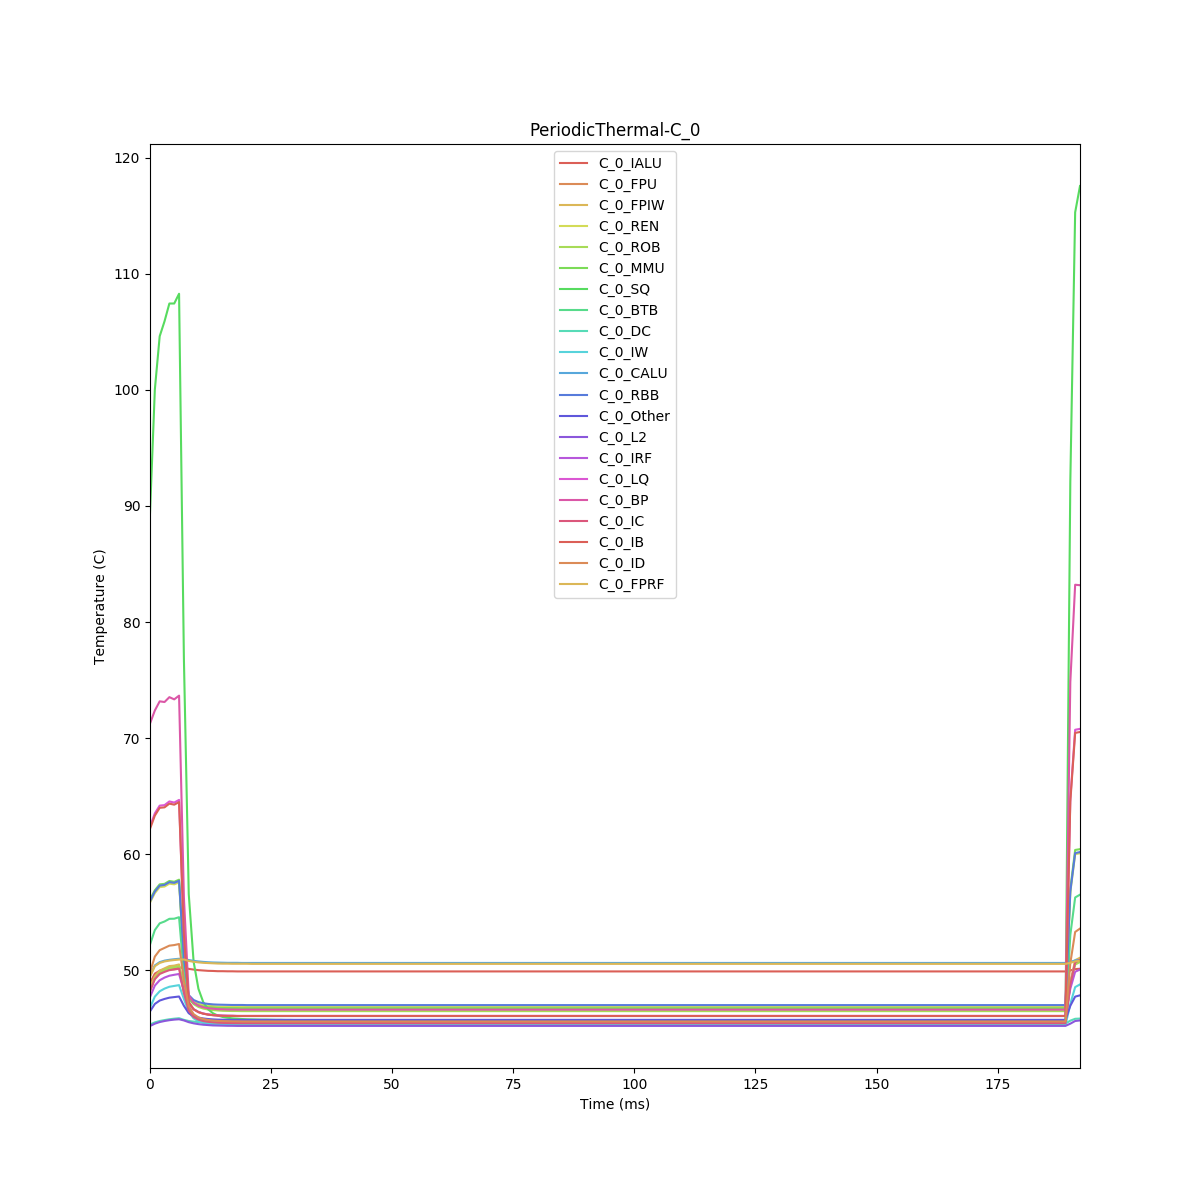 PeriodicThermal-C_0
120
110
100
90
80
70
60
50
Temperature (C)
C_0_IALU
C_0_FPU
C_0_FPIW
C_0_REN
C_0_ROB
C_0_MMU
C_0_SQ
C_0_BTB
C_0_DC
C_0_IW
C_0_CALU
C_0_RBB
C_0_Other
C_0_L2
C_0_IRF
C_0_LQ
C_0_BP
C_0_IC
C_0_IB
C_0_ID
C_0_FPRF
0 25 50 75 100 125 150 175
Time (ms)